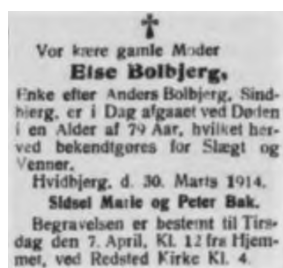 Vor kære gamle Moder
Else Bolbjerg,
Enke efter Anders Bolbjerg, Sind-
bjerg, er i Dag afgaaet ved Døden
i en Alder af 79 Aar, hvilket her-
ved bekendtgøres for Slægt og
Venner.
Hvidbjerg, d. 30. Marts 1914.
Sidsel Marie og Peter Bak.
Begravelsen er bestemt til Tirs-
dag den 7. April, Kl. 12 fra Hjem-
met, ved Redsted Kirke Kl. 4.